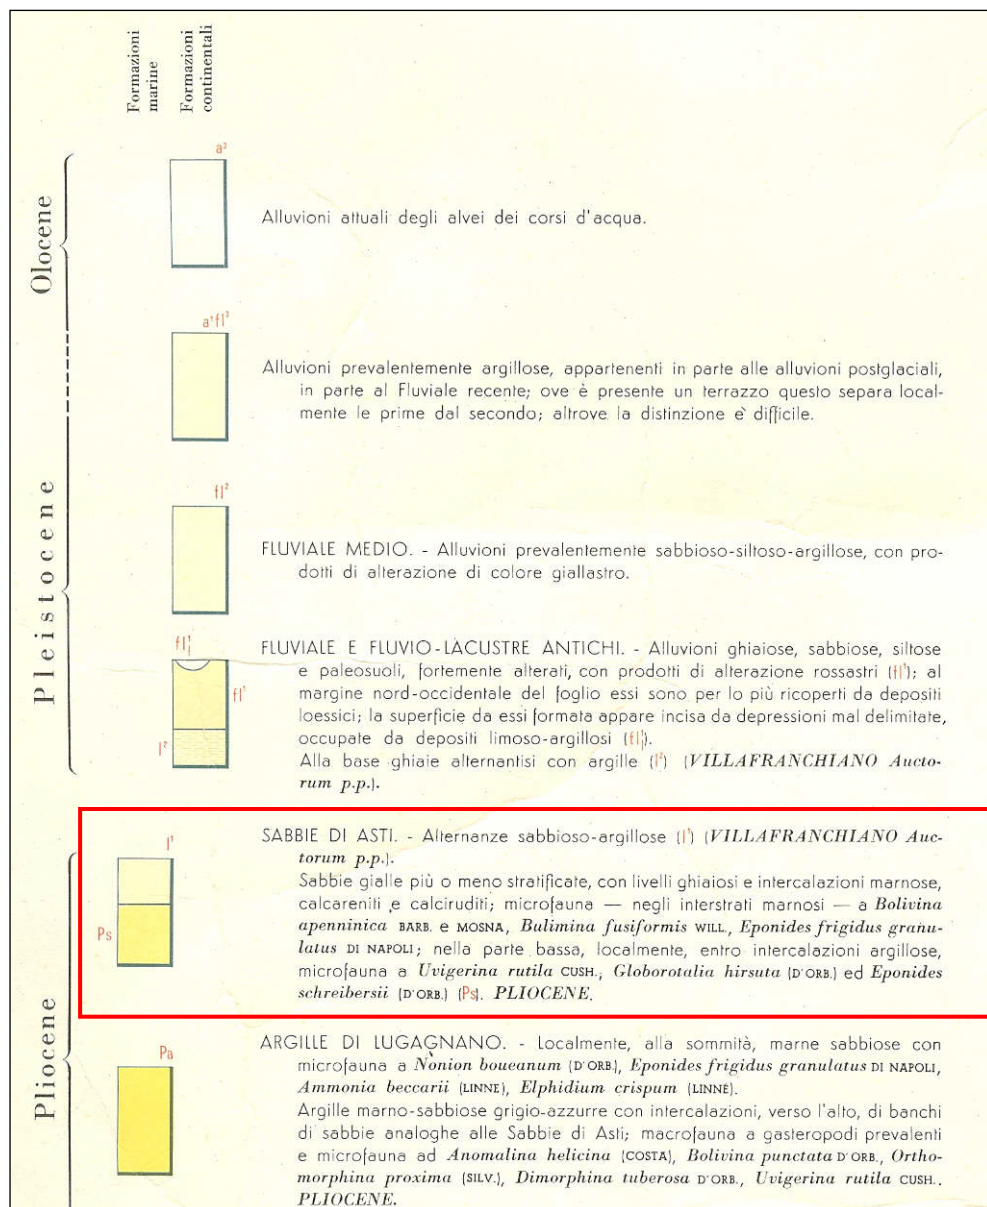 Formazioni
marine
Formazioni
continentali
Olocene
a²
Alluvioni attuali degli alvei dei corsi d'acqua.
a¹fl³
Alluvioni prevalentemente argillose, appartenenti in parte alle alluvioni postglaciali,
in parte al Fluviale recente; ove è presente un terrazzo questo separa local-
mente le prime dal secondo; altrove la distinzione e' difficile.
Pleistocene
fl²
FLUVIALE MEDIO. - Alluvioni prevalentemente sabbioso-siltoso-argillose, con pro-
dotti di alterazione di colore giallastro.
fl¹₁
fl¹
l²
FLUVIALE E FLUVIO-LACUSTRE ANTICHI. - Alluvioni ghiaiose, sabbiose, siltose
e paleosuoli, fortemente alterati, con prodotti di alterazione rossastri (fl¹); al
margine nord-occidentale del foglio essi sono per lo più ricoperti da depositi
loessici; la superficie da essi formata appare incisa da depressioni mal delimitate,
occupate da depositi limoso-argillosi (fl¹₁).
Alla base ghiaie alternantisi con argille (l²) (VILLAFRANCHIANO Aucto-
rum p.p.).
Pliocene
l¹
Ps
SABBIE DI ASTI. - Alternanze sabbioso-argillose (l¹) (VILLAFRANCHIANO Auc-
torum p.p.).
Sabbie gialle più o meno stratificate, con livelli ghiaiosi e intercalazioni marnose,
calcareniti e calciruditi; microfauna — negli interstrati marnosi — a Bolivina
apenninica BARB. e MOSNA, Bulimina fusiformis WILL., Eponides frigidus granu-
latus DI NAPOLI; nella parte bassa, localmente, entro intercalazioni argillose,
microfauna a Uvigerina rutila CUSH., Globorotalia hirsuta (D'ORB.) ed Eponides
schreibersii (D'ORB.) (Ps). PLIOCENE.
Pa
ARGILLE DI LUGAGNANO. - Localmente, alla sommità, marne sabbiose con
microfauna a Nonion boueanum (D'ORB.), Eponides frigidus granulatus DI NAPOLI,
Ammonia beccarii (LINNE), Elphidium crispum (LINNÉ).
Argille marno-sabbiose grigio-azzurre con intercalazioni, verso l'alto, di banchi
di sabbie analoghe alle Sabbie di Asti; macrofauna a gasteropodi prevalenti
e microfauna ad Anomalina helicina (COSTA), Bolivina punctata D'ORB., Ortho-
morphina proxima (SILV.), Dimorphina tuberosa D'ORB., Uvigerina rutila CUSH..
PLIOCENE.